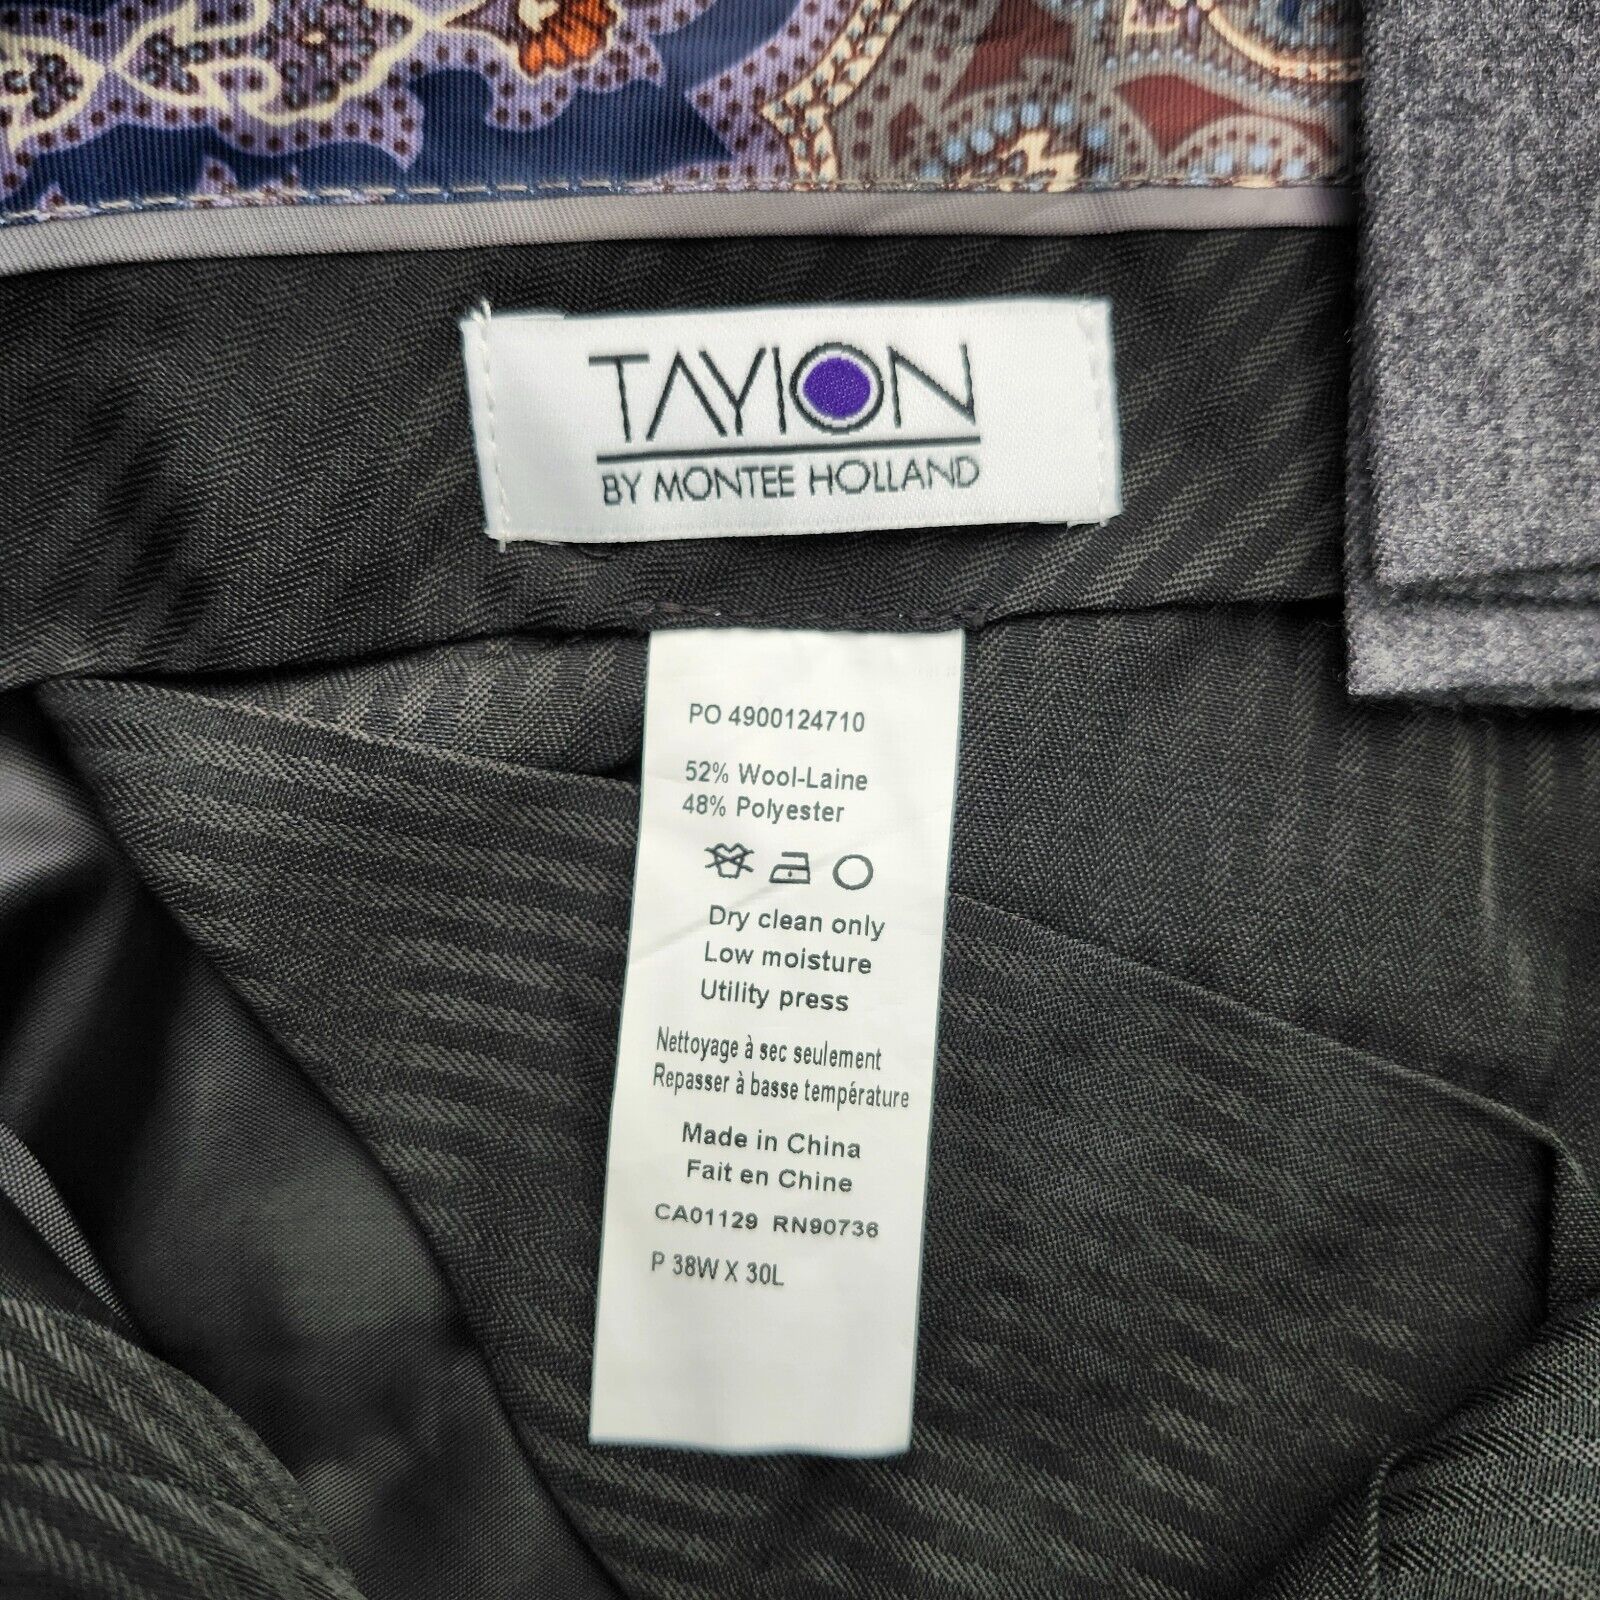 TAYION
BY MONTEE HOLLAND
PO 4900124710
52% Wool-Laine
48% Polyester
Dry clean only
Low moisture
Utility press
Nettoyage à sec seulement
Repasser à basse température
Made in China
Fait en Chine
CA01129 RN90736
P 38W X 30L